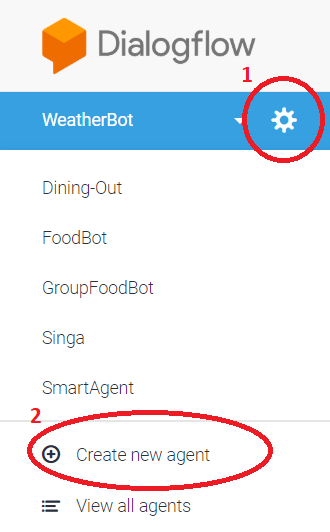 Dialogflow
1
WeatherBot
Dining-Out
FoodBot
GroupFoodBot
Singa
SmartAgent
2
Create new agent
View all agents